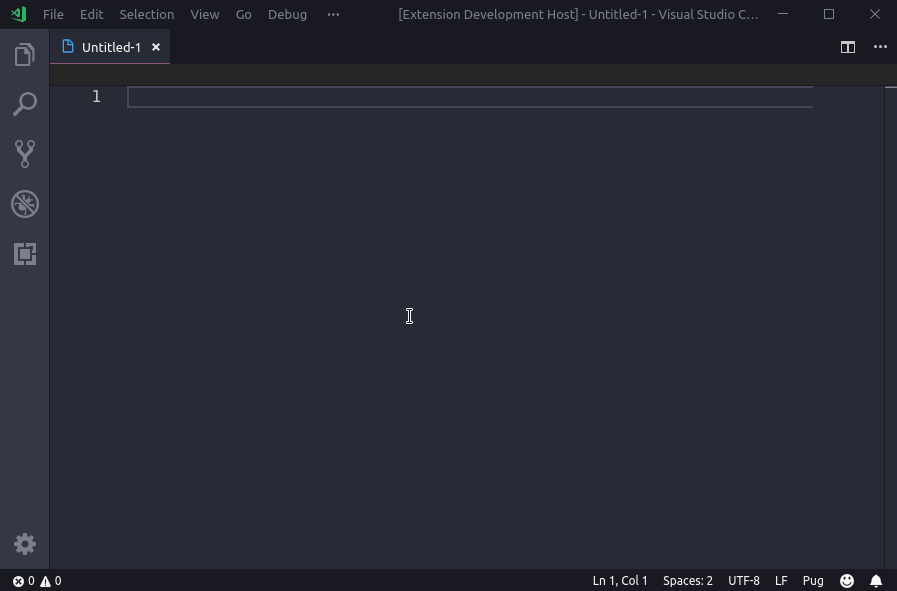 File Edit Selection View Go Debug ··· [Extension Development Host] - Untitled-1 - Visual Studio C...
Untitled-1
1
0 0 Ln 1, Col 1 Spaces: 2 UTF-8 LF Pug